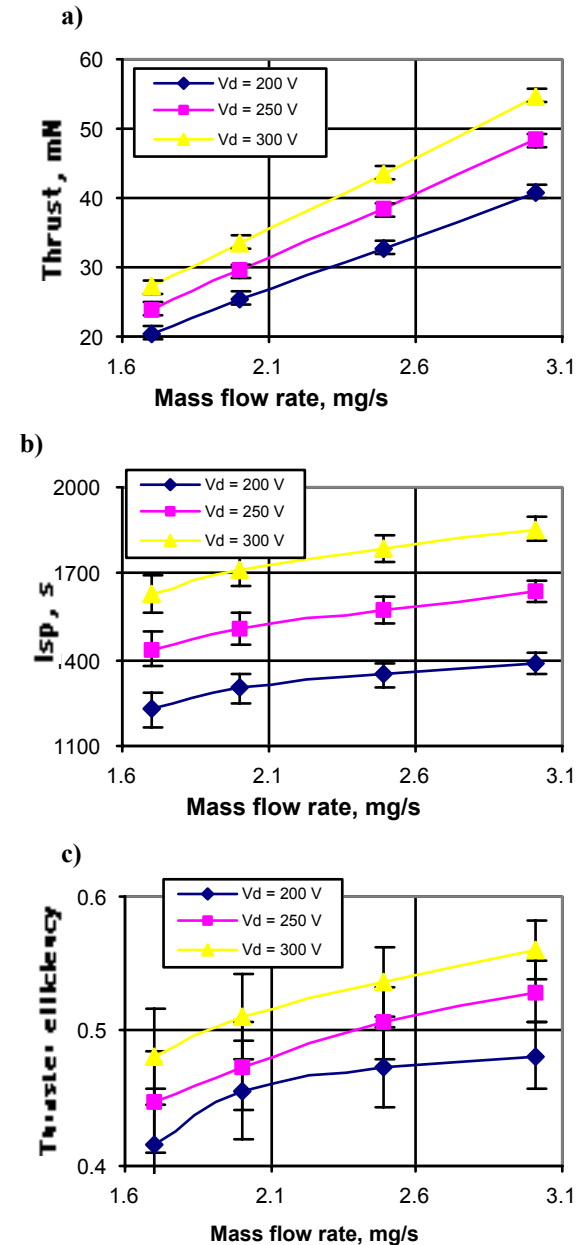 a)
60
50
40
30
20
Thrust, mN
Vd = 200 V
Vd = 250 V
Vd = 300 V
1.6 2.1 2.6 3.1
Mass flow rate, mg/s
b)
2000
1700
1400
1100
Isp, s
Vd = 200 V
Vd = 250 V
Vd = 300 V
1.6 2.1 2.6 3.1
Mass flow rate, mg/s
c)
0.6
0.5
0.4
efficiency
Vd = 200 V
Vd = 250 V
Vd = 300 V
1.6 2.1 2.6 3.1
Mass flow rate, mg/s